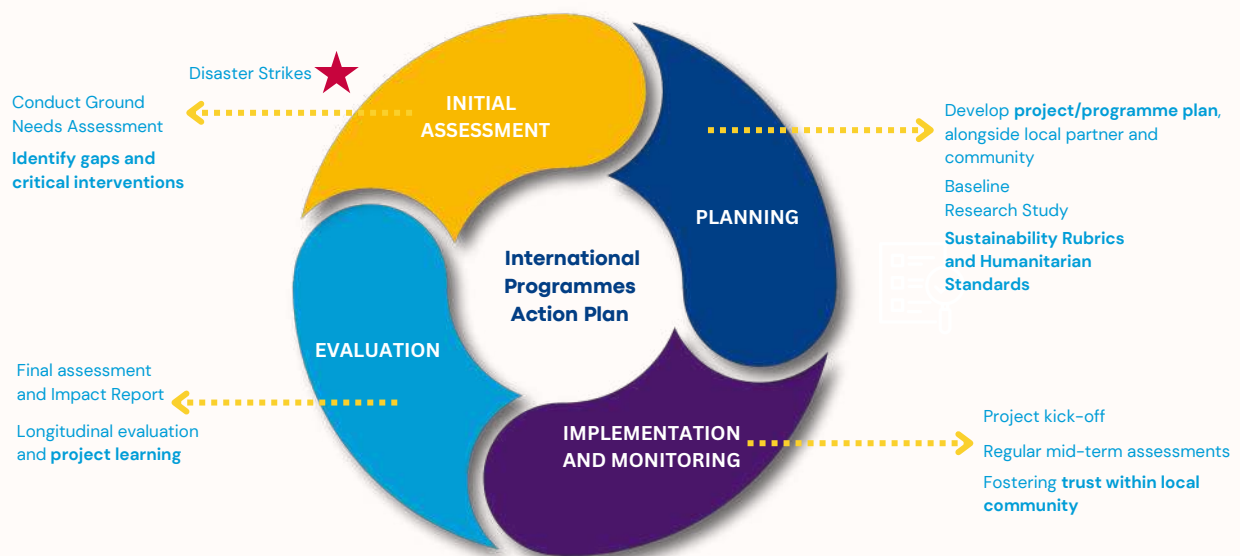 Disaster Strikes
Conduct Ground
Needs Assessment
Identify gaps and
critical interventions
INITIAL
ASSESSMENT
Develop project/programme plan,
alongside local partner and
community
Baseline
Research Study
Sustainability Rubrics
and Humanitarian
Standards
PLANNING
International
Programmes
Action Plan
EVALUATION
Final assessment
and Impact Report
Longitudinal evaluation
and project learning
IMPLEMENTATION
AND MONITORING
Project kick-off
Regular mid-term assessments
Fostering trust within local
community